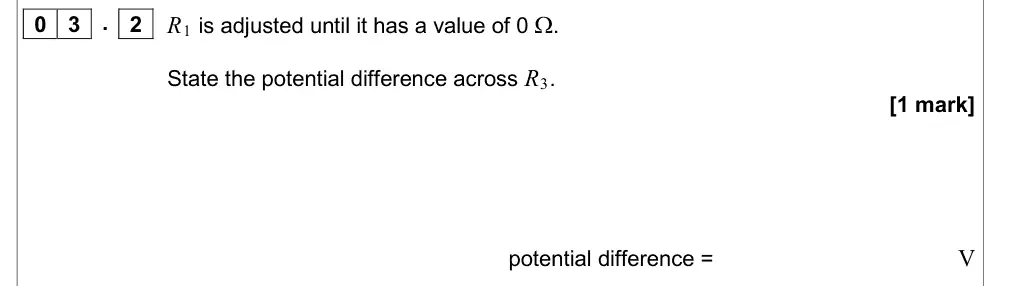 0 3 . 2 R1 is adjusted until it has a value of 0 Ω.
State the potential difference across R3.
[1 mark]
potential difference = V